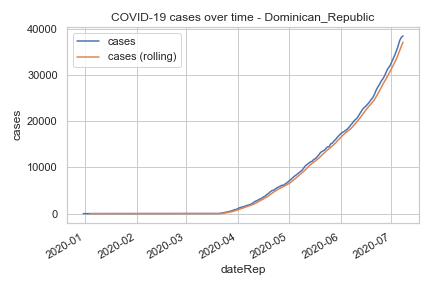 COVID-19 cases over time - Dominican_Republic
cases
cases (rolling)
40000
30000
20000
10000
0
cases
2020-01
2020-02
2020-03
2020-04
2020-05
2020-06
2020-07
dateRep